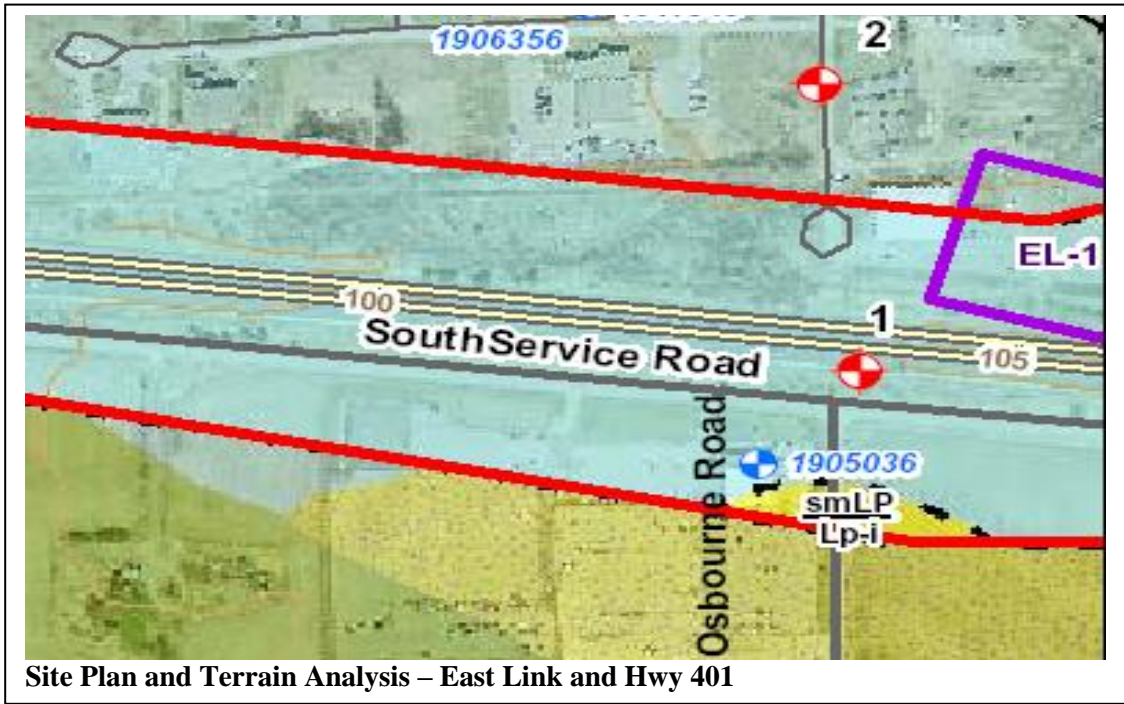 1906356
2
EL-1
100
1
SouthService Road
105
Osbourne Road
1905036
smLP
Lp-i
Site Plan and Terrain Analysis – East Link and Hwy 401